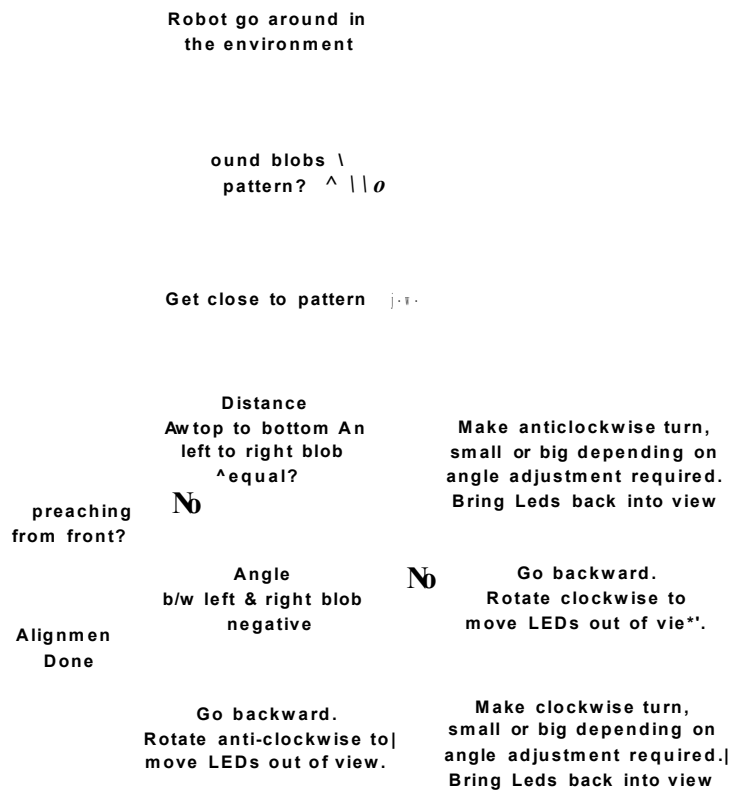 Robot go around in
the environment
ound blobs \
pattern? ^ \\o
Get close to pattern
Distance
Aw top to bottom An
left to right blob
^equal?
No
Make anticlockwise turn,
small or big depending on
angle adjustment required.
Bring Leds back into view
preaching
from front?
Angle
b/w left & right blob
negative
No
Go backward.
Rotate clockwise to
move LEDs out of vie*'.
Alignmen
Done
Go backward.
Rotate anti-clockwise to|
move LEDs out of view.
Make clockwise turn,
small or big depending on
angle adjustment required.|
Bring Leds back into view